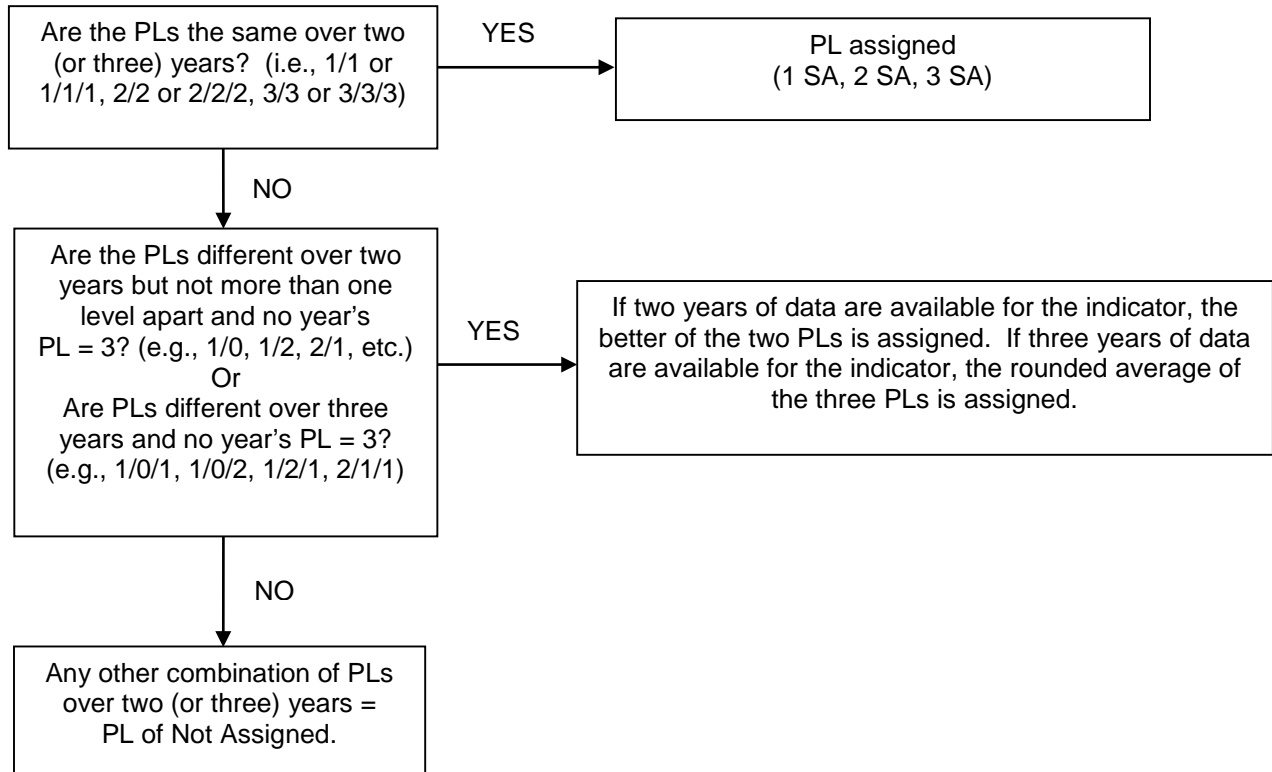 Are the PLs the same over two
(or three) years?  (i.e., 1/1 or
1/1/1, 2/2 or 2/2/2, 3/3 or 3/3/3)
YES
PL assigned
(1 SA, 2 SA, 3 SA)
NO
Are the PLs different over two
years but not more than one
level apart and no year's
PL = 3? (e.g., 1/0, 1/2, 2/1, etc.)
Or
Are PLs different over three
years and no year's PL = 3?
(e.g., 1/0/1, 1/0/2, 1/2/1, 2/1/1)
YES
If two years of data are available for the indicator, the
better of the two PLs is assigned.  If three years of data
are available for the indicator, the rounded average of
the three PLs is assigned.
NO
Any other combination of PLs
over two (or three) years =
PL of Not Assigned.